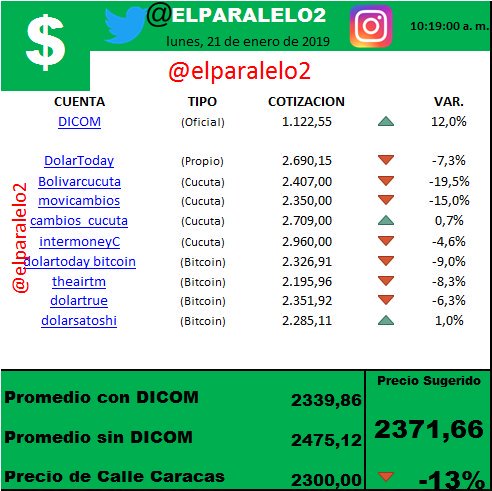 $
@ELPARALELO2
lunes, 21 de enero de 2019
10:19:00 a. m.
@elparalelo2
CUENTA TIPO COTIZACION VAR.
DICOM (Oficial) 1.122,55 12,0%
DolarToday (Propio) 2.690,15 -7,3%
Bolivarcucuta (Cucuta) 2.407,00 -19,5%
movicambios (Cucuta) 2.350,00 -15,0%
cambios cucuta (Cucuta) 2.709,00 0,7%
intermoneyC (Cucuta) 2.960,00 -4,6%
dolartoday bitcoin (Bitcoin) 2.326,91 -9,0%
theairtm (Bitcoin) 2.195,96 -8,3%
dolartrue (Bitcoin) 2.351,92 -6,3%
dolarsatoshi (Bitcoin) 2.285,11 1,0%
@elparalelo2
Promedio con DICOM 2339,86
Promedio sin DICOM 2475,12
Precio de Calle Caracas 2300,00
Precio Sugerido
2371,66
-13%